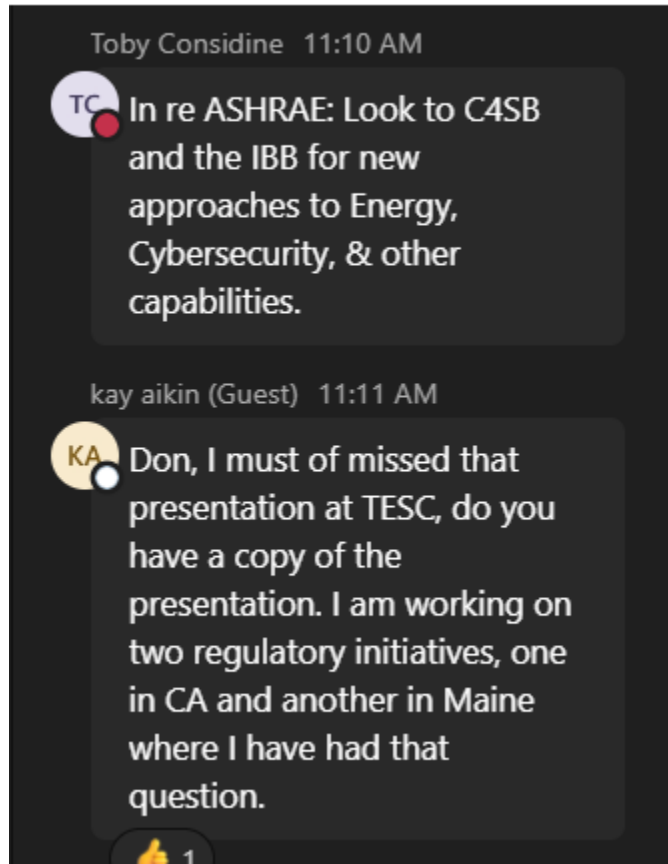 Toby Considine 11:10 AM
TC
In re ASHRAE: Look to C4SB
and the IBB for new
approaches to Energy,
Cybersecurity, & other
capabilities.
kay aikin (Guest) 11:11 AM
KA
Don, I must of missed that
presentation at TESC, do you
have a copy of the
presentation. I am working on
two regulatory initiatives, one
in CA and another in Maine
where I have had that
question.
👍 1